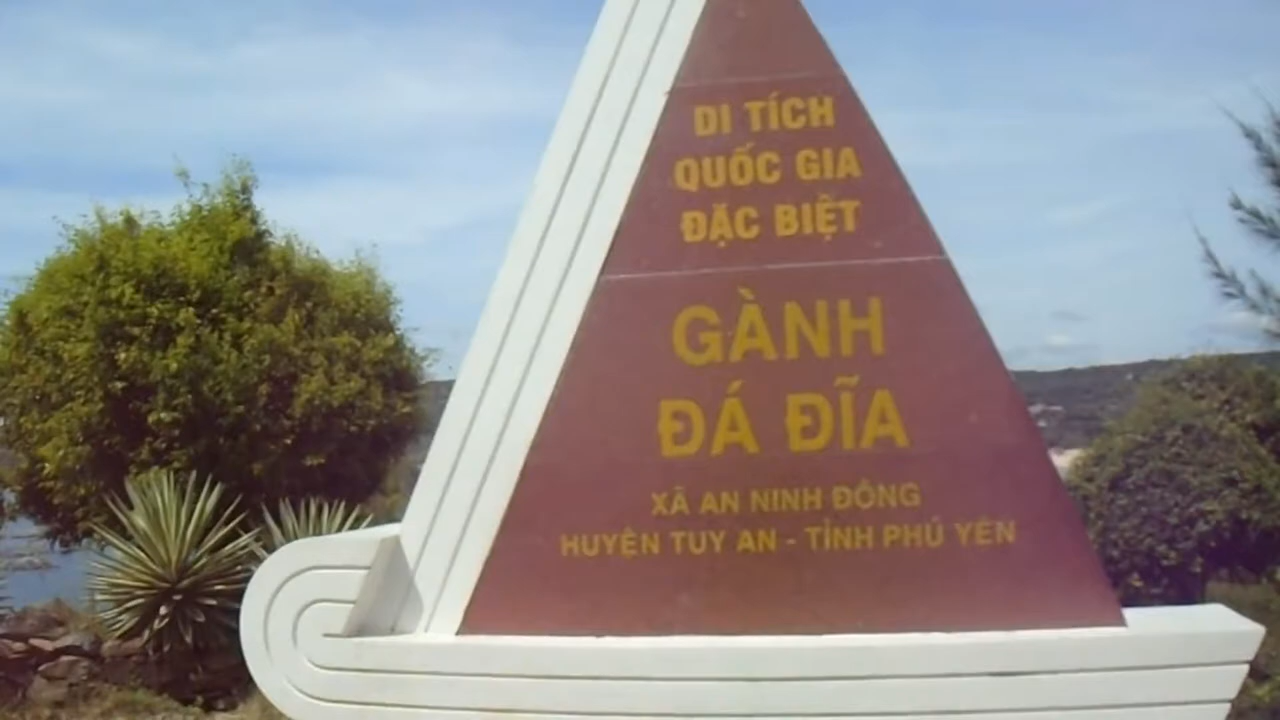 DI TÍCH
QUỐC GIA
ĐẶC BIỆT
GÀNH
ĐÁ ĐĨA
XÃ AN NINH ĐÔNG
HUYỆN TUY AN - TỈNH PHÚ YÊN